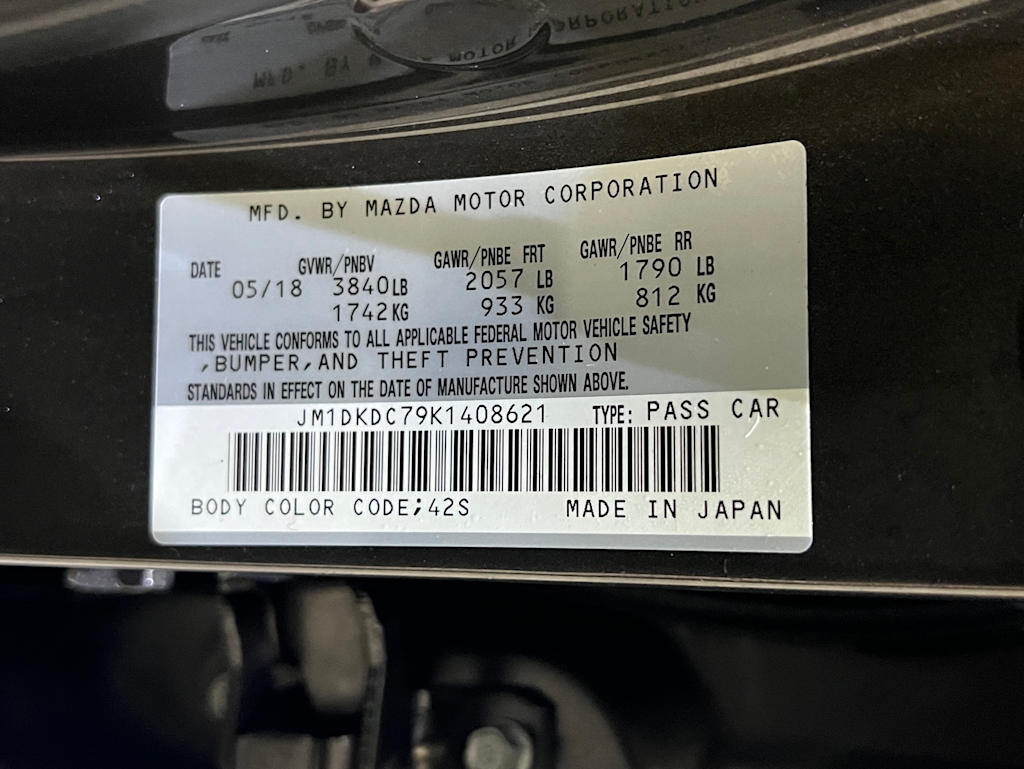 MFD. BY MAZDA MOTOR CORPORATION
DATE GVWR/PNBV GAWR/PNBE FRT GAWR/PNBE RR
05/18 3840LB 2057 LB 1790 LB
1742KG 933 KG 812 KG
THIS VEHICLE CONFORMS TO ALL APPLICABLE FEDERAL MOTOR VEHICLE SAFETY
,BUMPER,AND THEFT PREVENTION
STANDARDS IN EFFECT ON THE DATE OF MANUFACTURE SHOWN ABOVE.
JM1DKDC79K1408621 TYPE: PASS CAR
BODY COLOR CODE;42S MADE IN JAPAN